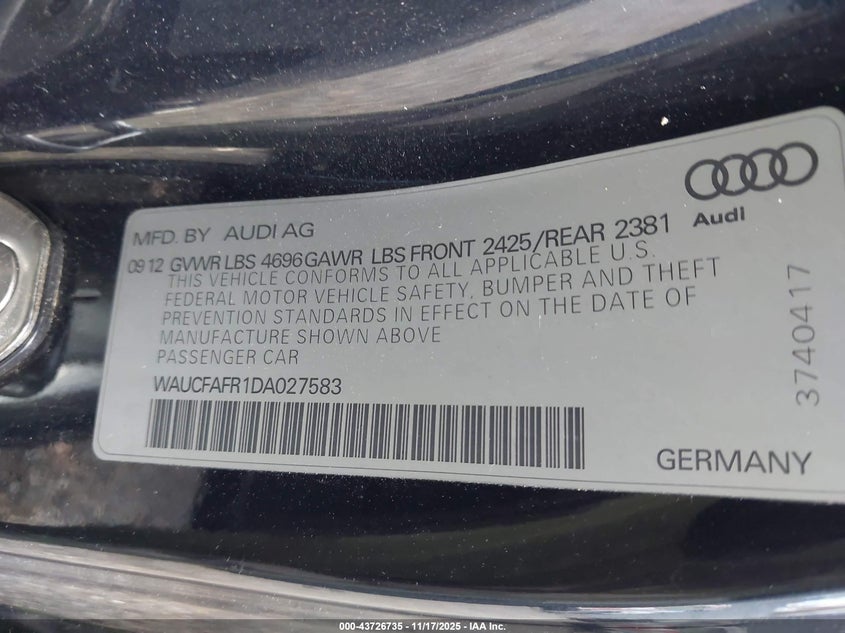 Audi
MFD. BY AUDI AG
09 12 GVWR LBS 4696 GAWR LBS FRONT 2425/REAR 2381
THIS VEHICLE CONFORMS TO ALL APPLICABLE U.S.
FEDERAL MOTOR VEHICLE SAFETY, BUMPER AND THEFT
PREVENTION STANDARDS IN EFFECT ON THE DATE OF
MANUFACTURE SHOWN ABOVE
PASSENGER CAR
WAUCFAFR1DA027583
GERMANY
3740417
000-43726735 - 11/17/2025 - IAA Inc.